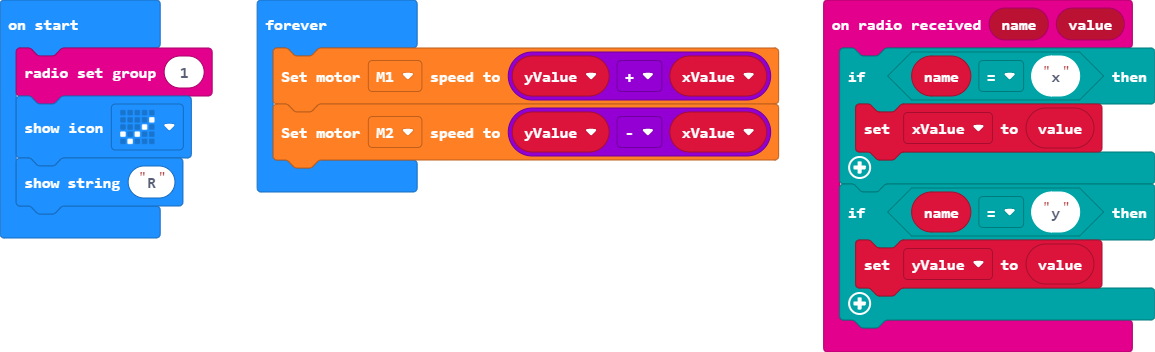 on start
radio set group 1
show icon
show string "R"
forever
Set motor M1 speed to yValue + xValue
Set motor M2 speed to yValue - xValue
on radio received name value
if name = "x" then
set xValue to value
if name = "y" then
set yValue to value